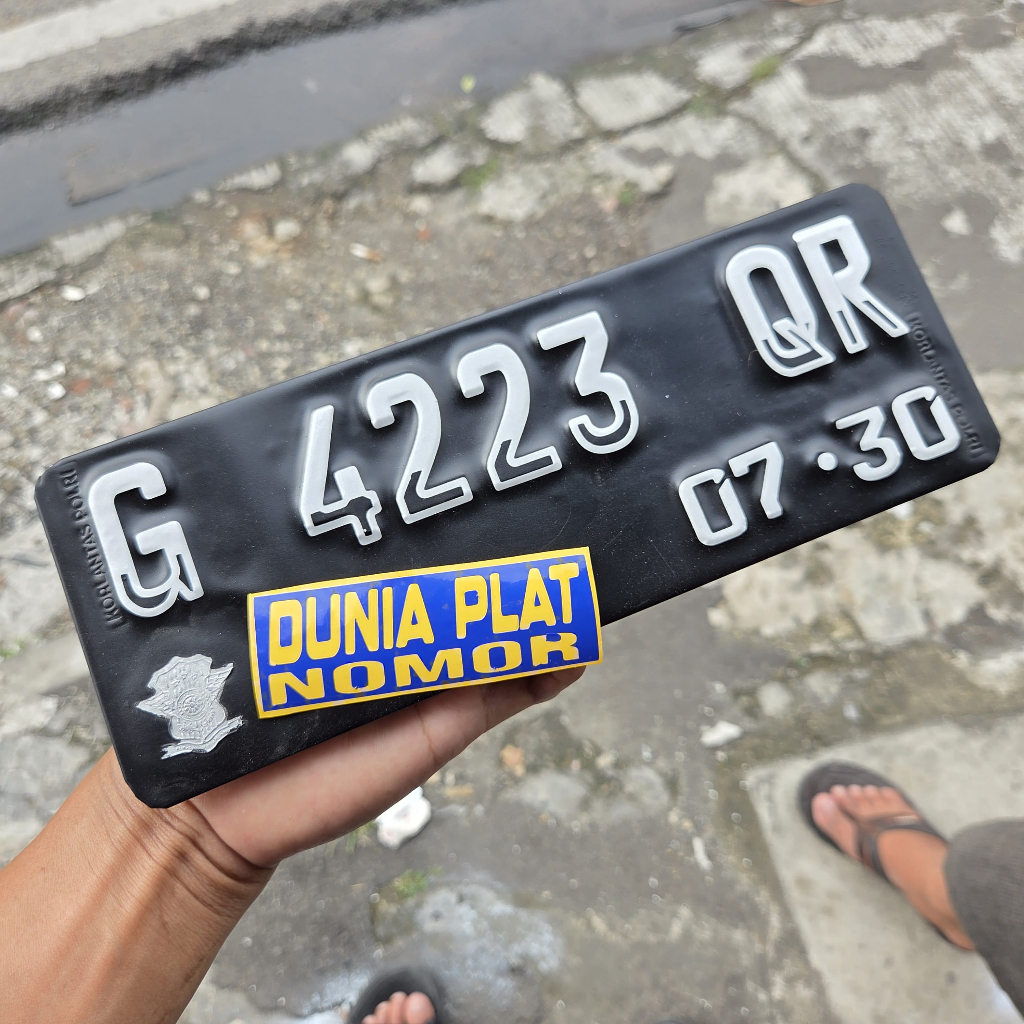 G 4223 QR
07·30
KORLANTAS POLRI
KORLANTAS POLRI
DUNIA PLAT
NOMOR